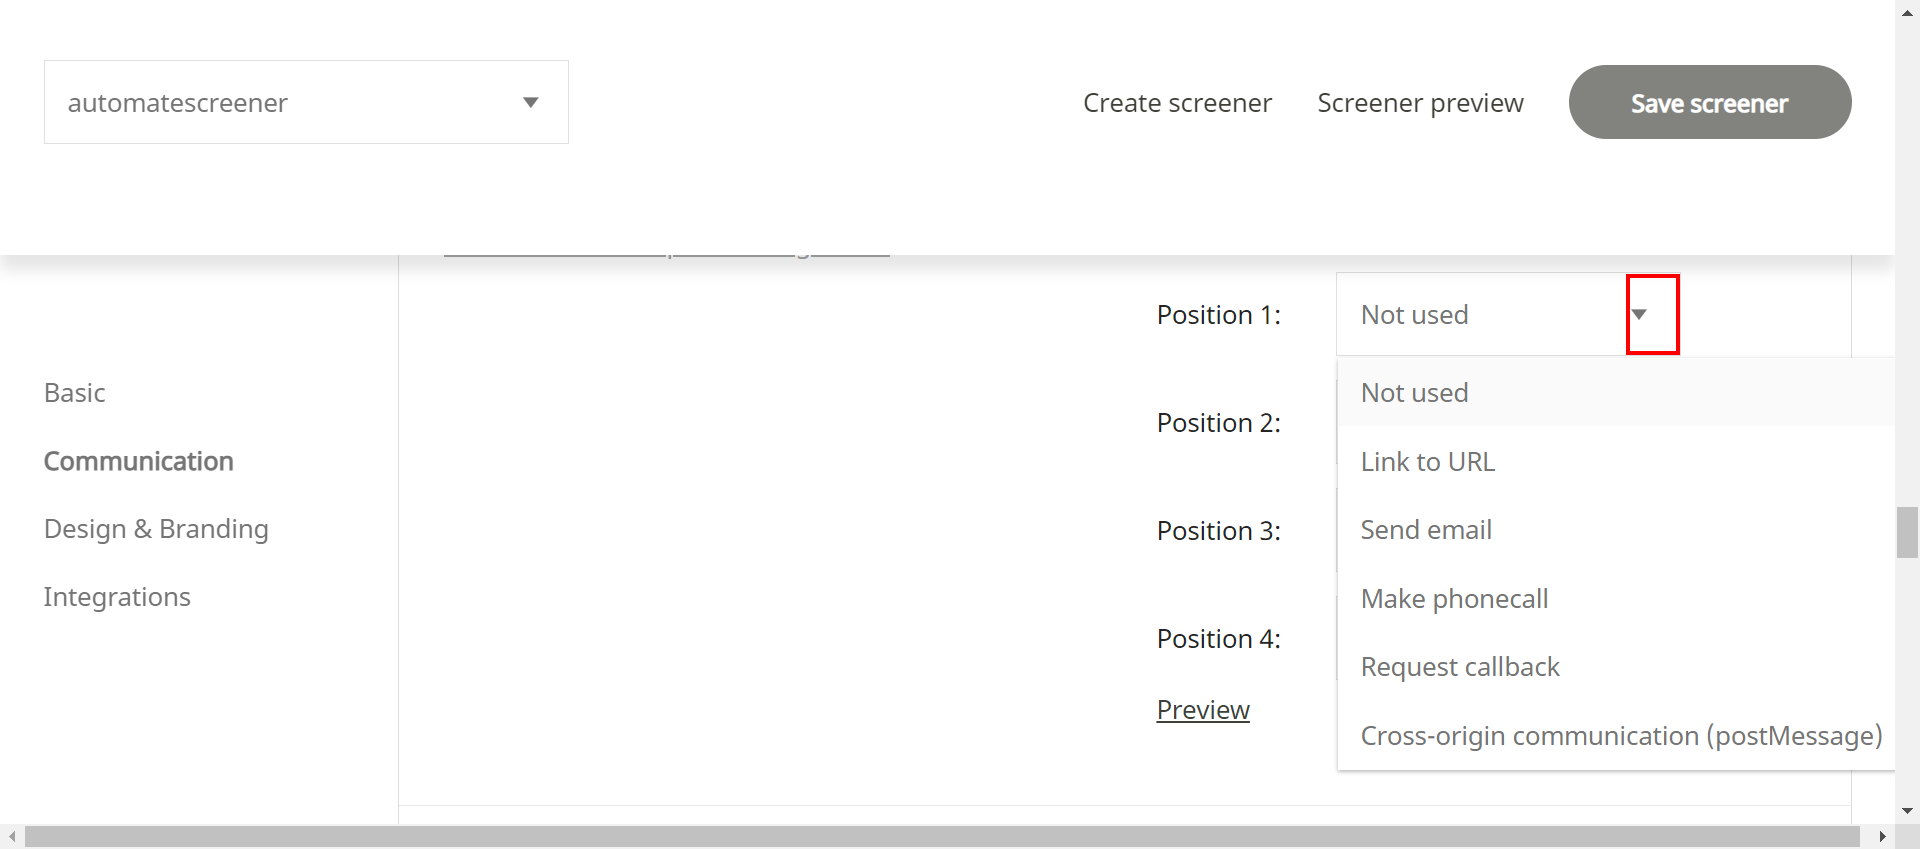 automatescreener
Create screener
Screener preview
Save screener
Position 1:
Not used
Not used
Basic
Position 2:
Communication
Link to URL
Design & Branding
Position 3:
Send email
Integrations
Make phonecall
Position 4:
Request callback
Preview
Cross-origin communication (postMessage)